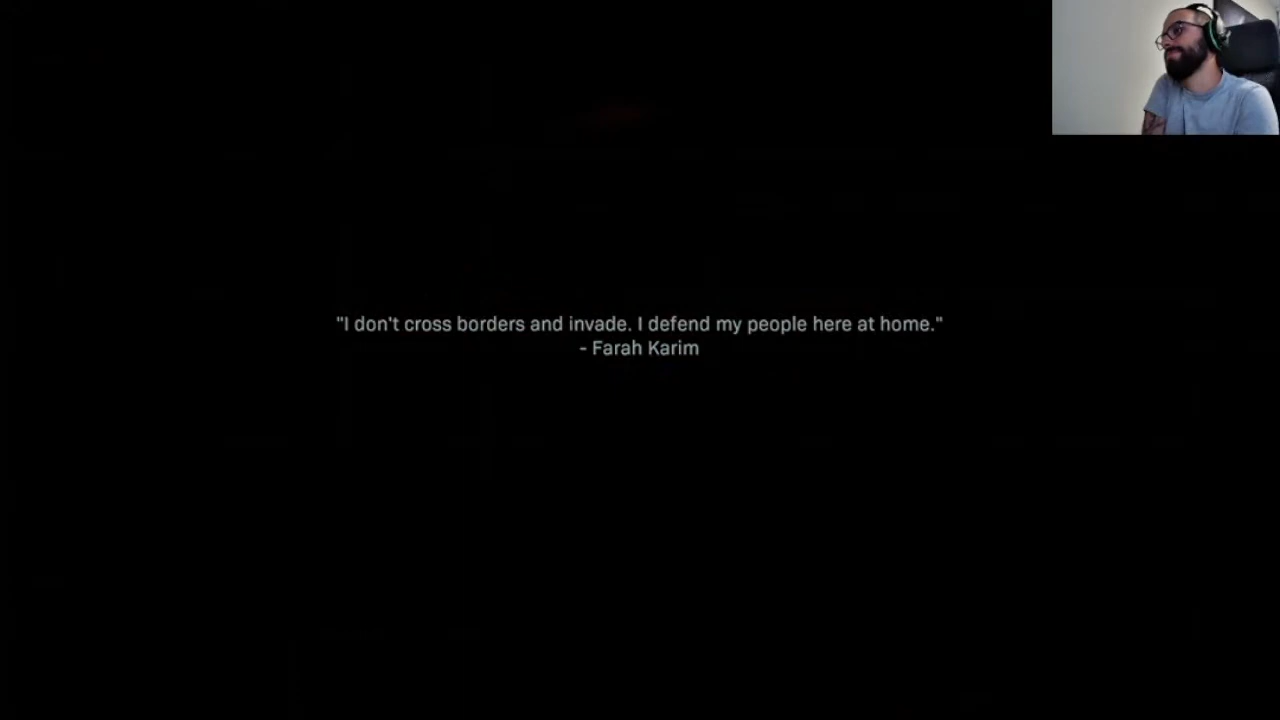 "I don't cross borders and invade. I defend my people here at home."
- Farah Karim